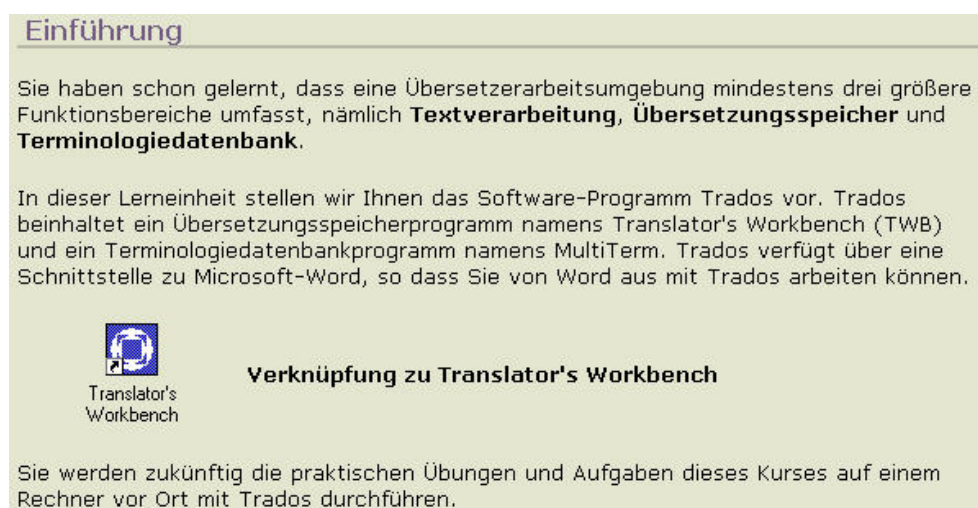 Einführung
Sie haben schon gelernt, dass eine Übersetzerarbeitsumgebung mindestens drei größere
Funktionsbereiche umfasst, nämlich Textverarbeitung, Übersetzungsspeicher und
Terminologiedatenbank.
In dieser Lerneinheit stellen wir Ihnen das Software-Programm Trados vor. Trados
beinhaltet ein Übersetzungsspeicherprogramm namens Translator's Workbench (TWB)
und ein Terminologiedatenbankprogramm namens MultiTerm. Trados verfügt über eine
Schnittstelle zu Microsoft-Word, so dass Sie von Word aus mit Trados arbeiten können.
Translator's
Workbench
Verknüpfung zu Translator's Workbench
Sie werden zukünftig die praktischen Übungen und Aufgaben dieses Kurses auf einem
Rechner vor Ort mit Trados durchführen.